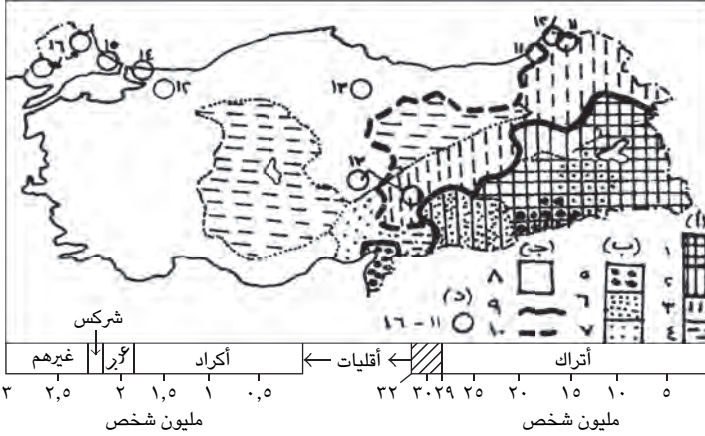 ١١ ١٢
١٦ ١٥ ١٤ ١١
١٣ ١٢
١٣
(أ) (ب) (ج)
١ ٥ ٨
٢ ٦ (د) ٩
٣ ٧ ١٠
٤ ١١ - ١٦
شركس
أتراك أقليات أكراد عرب غيرهم
٥ ١٠ ١٥ ٢٠ ٢٥ ٢٩ ٣٠ ٣٢ ٠,٥ ١ ١,٥ ٢ ٢,٥ ٣
مليون شخص مليون شخص